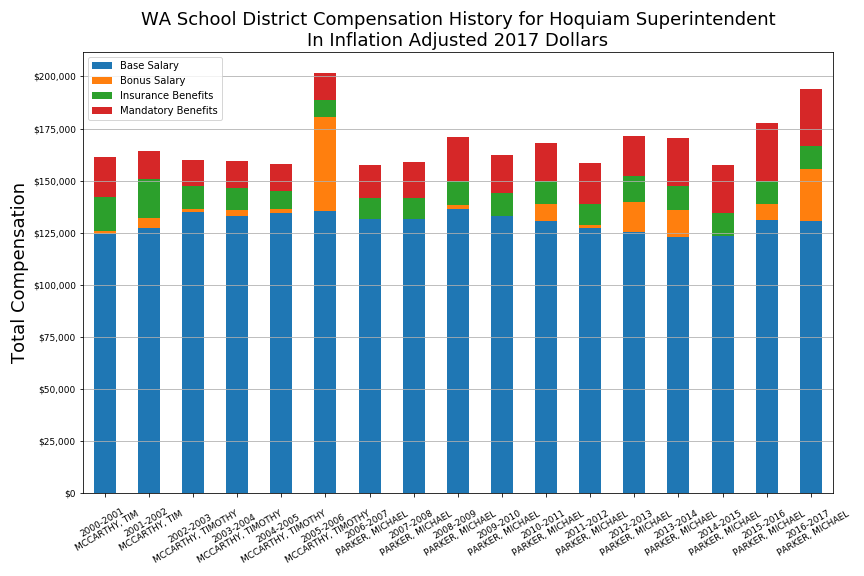 WA School District Compensation History for Hoquiam Superintendent
In Inflation Adjusted 2017 Dollars
Base Salary
Bonus Salary
Insurance Benefits
Mandatory Benefits
Total Compensation
$200,000
$175,000
$150,000
$125,000
$100,000
$75,000
$50,000
$25,000
$0
2000-2001
MCCARTHY, TIM
2001-2002
MCCARTHY, TIM
2002-2003
MCCARTHY, TIMOTHY
2003-2004
MCCARTHY, TIMOTHY
2004-2005
MCCARTHY, TIMOTHY
2005-2006
MCCARTHY, TIMOTHY
2006-2007
PARKER, MICHAEL
2007-2008
PARKER, MICHAEL
2008-2009
PARKER, MICHAEL
2009-2010
PARKER, MICHAEL
2010-2011
PARKER, MICHAEL
2011-2012
PARKER, MICHAEL
2012-2013
PARKER, MICHAEL
2013-2014
PARKER, MICHAEL
2014-2015
PARKER, MICHAEL
2015-2016
PARKER, MICHAEL
2016-2017
PARKER, MICHAEL